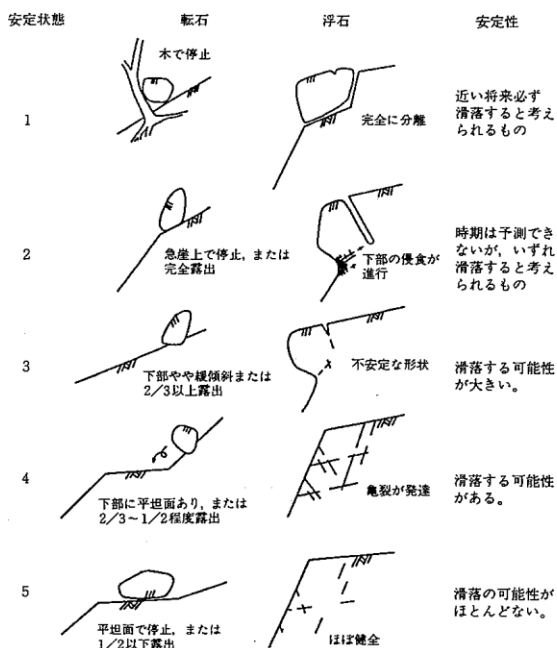 安定状態 転石 浮石 安定性
木で停止
1
完全に分離
近い将来必ず
滑落すると考え
られるもの
2
急崖上で停止，または
完全露出
下部の侵食が
進行
時期は予測でき
ないが，いずれ
滑落すると考え
られるもの
3
下部やや緩傾斜または
2/3以上露出
不安定な形状
滑落する可能性
が大きい。
4
下部に平坦面あり，または
2/3～1/2程度露出
亀裂が発達
滑落する可能性
がある。
5
平坦面で停止，または
1/2以下露出
ほぼ健全
滑落の可能性が
ほとんどない。